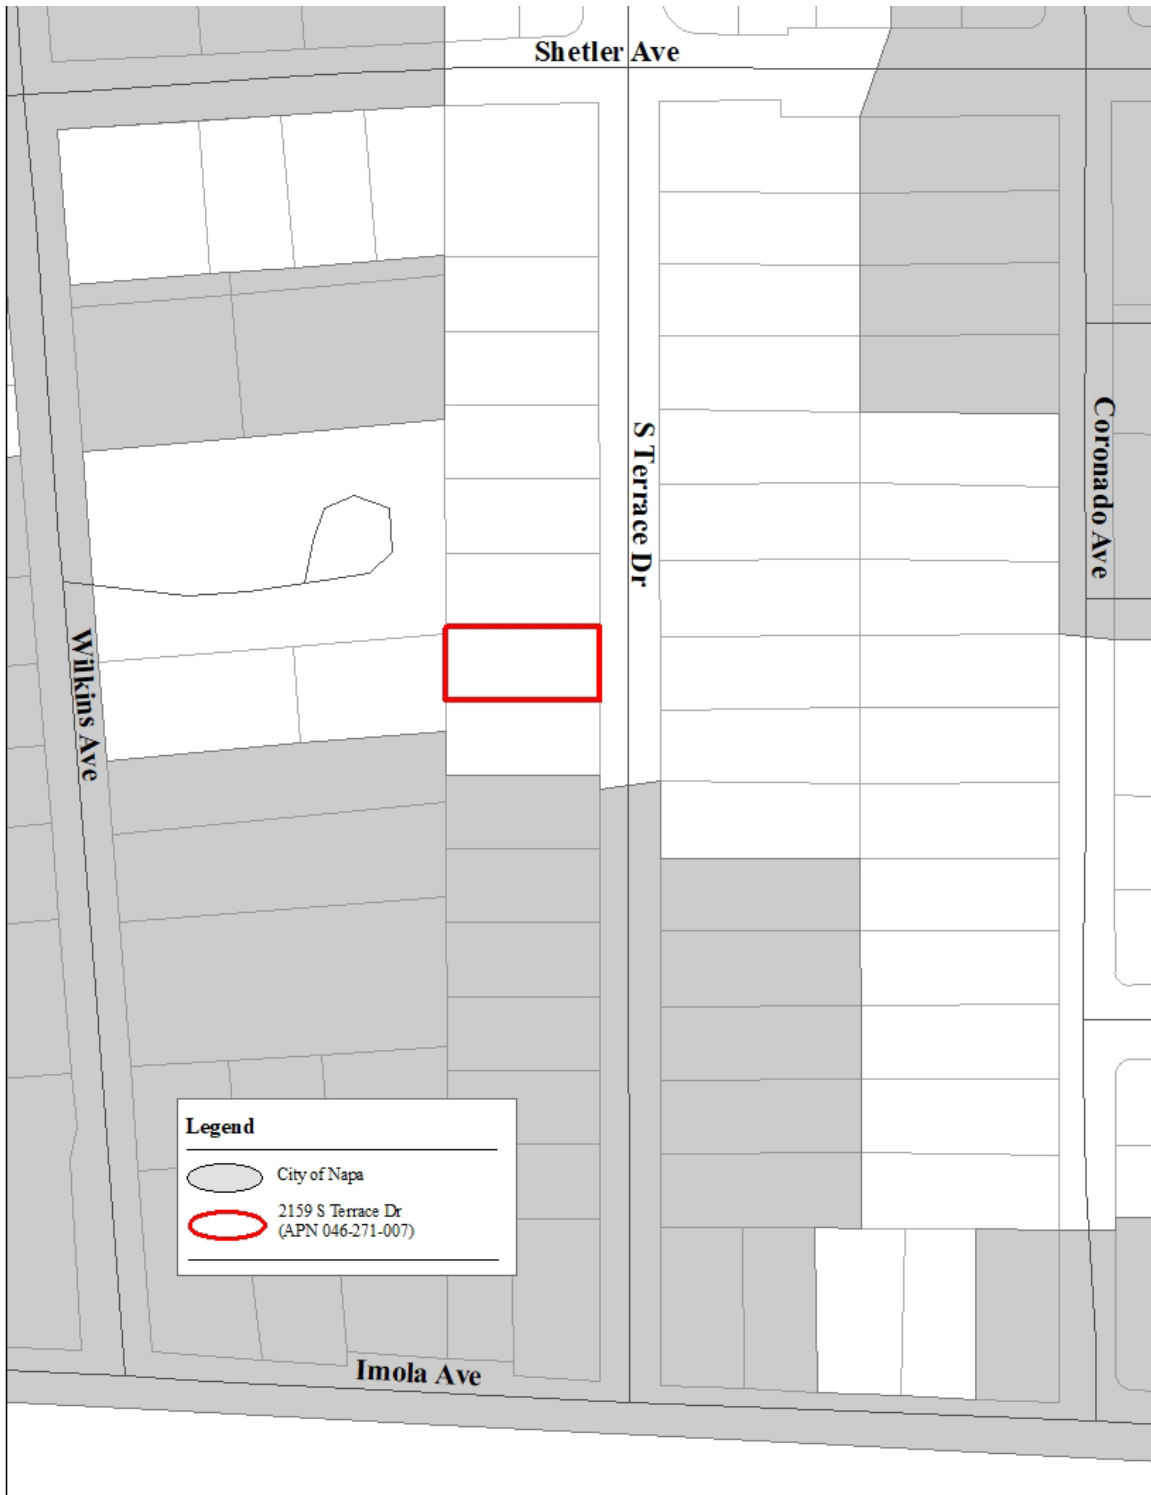 Shetler Ave
S Terrace Dr
Coronado Ave
Wilkins Ave
Legend
City of Napa
2159 S Terrace Dr
(APN 046-271-007)
Imola Ave